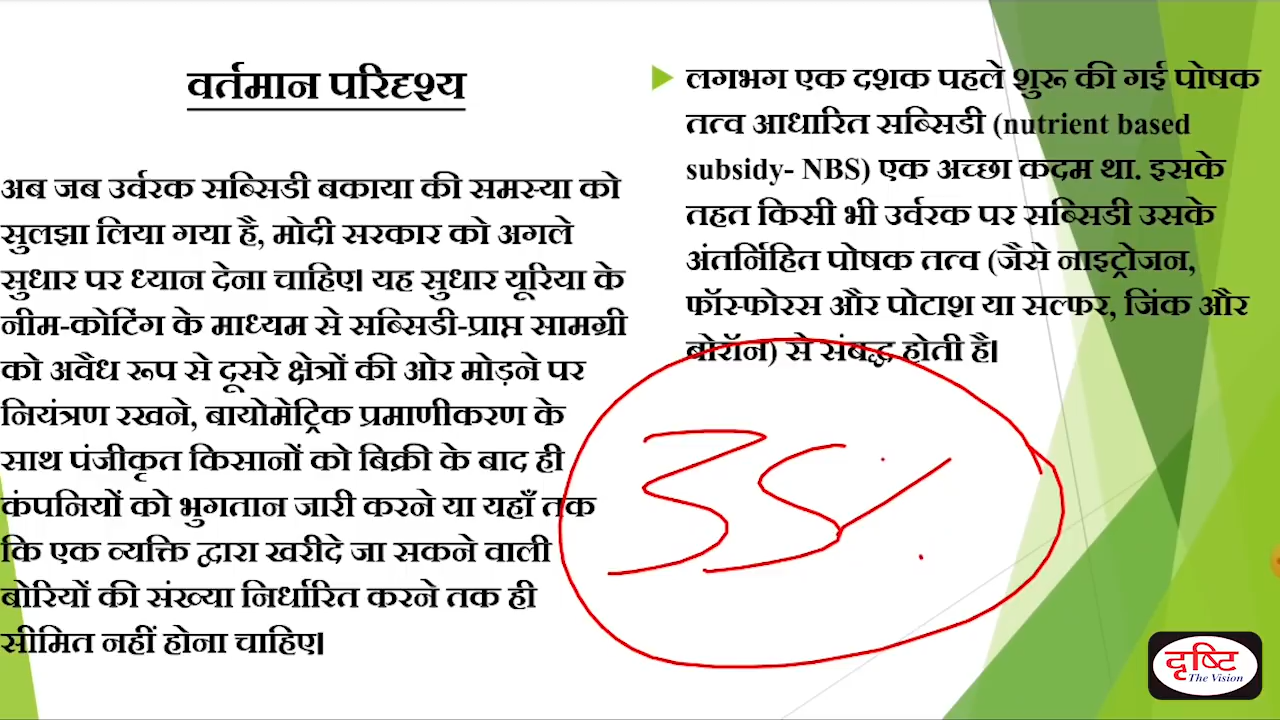 वर्तमान परिदृश्य
अब जब उर्वरक सब्सिडी बकाया की समस्या को
सुलझा लिया गया है, मोदी सरकार को अगले
सुधार पर ध्यान देना चाहिए। यह सुधार यूरिया के
नीम-कोटिंग के माध्यम से सब्सिडी-प्राप्त सामग्री
को अवैध रूप से दूसरे क्षेत्रों की ओर मोड़ने पर
नियंत्रण रखने, बायोमेट्रिक प्रमाणीकरण के
साथ पंजीकृत किसानों को बिक्री के बाद ही
कंपनियों को भुगतान जारी करने या यहाँ तक
कि एक व्यक्ति द्वारा खरीदे जा सकने वाली
बोरियों की संख्या निर्धारित करने तक ही
सीमित नहीं होना चाहिए।
लगभग एक दशक पहले शुरू की गई पोषक
तत्व आधारित सब्सिडी (nutrient based
subsidy- NBS) एक अच्छा कदम था. इसके
तहत किसी भी उर्वरक पर सब्सिडी उसके
अंतर्निहित पोषक तत्व (जैसे नाइट्रोजन,
फॉस्फोरस और पोटाश या सल्फर, जिंक और
बोरॉन) से संबद्ध होती है।
35%
दृष्टि
The Vision